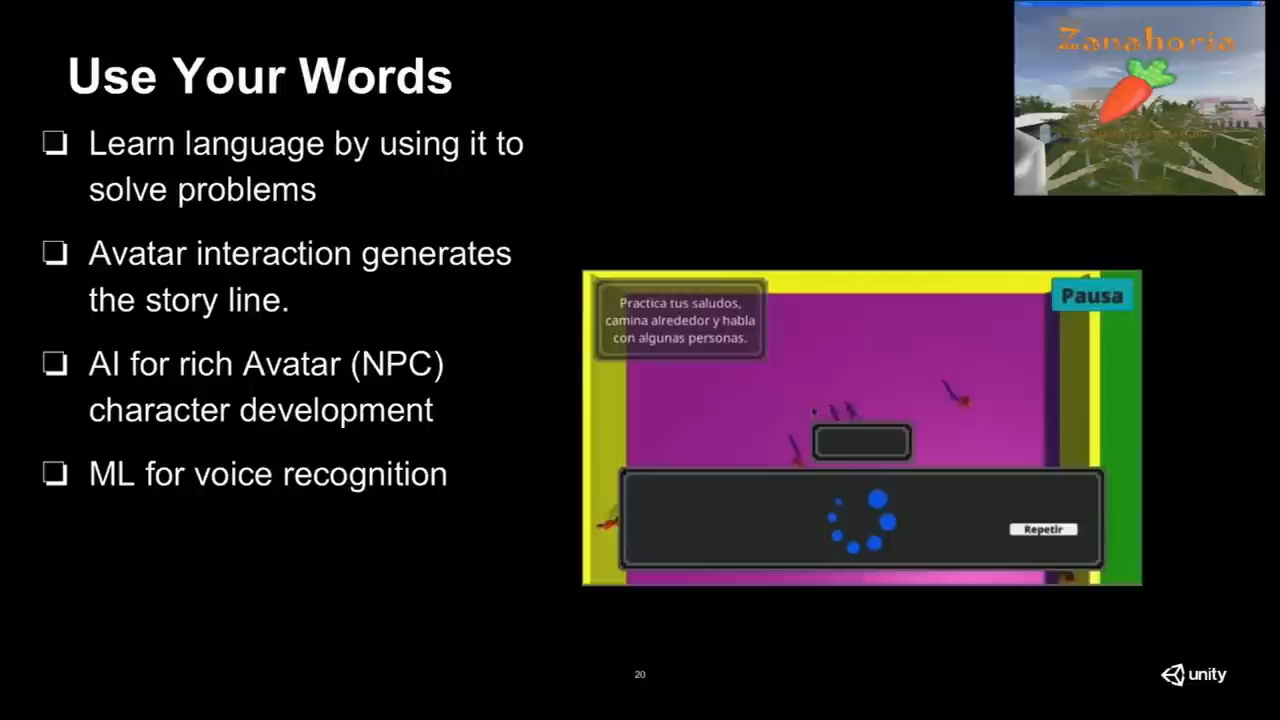 Use Your Words
Learn language by using it to
solve problems
Avatar interaction generates
the story line.
AI for rich Avatar (NPC)
character development
ML for voice recognition
Zanahoria
Practica tus saludos,
camina alrededor y habla
con algunas personas.
Pausa
Repetir
20
unity